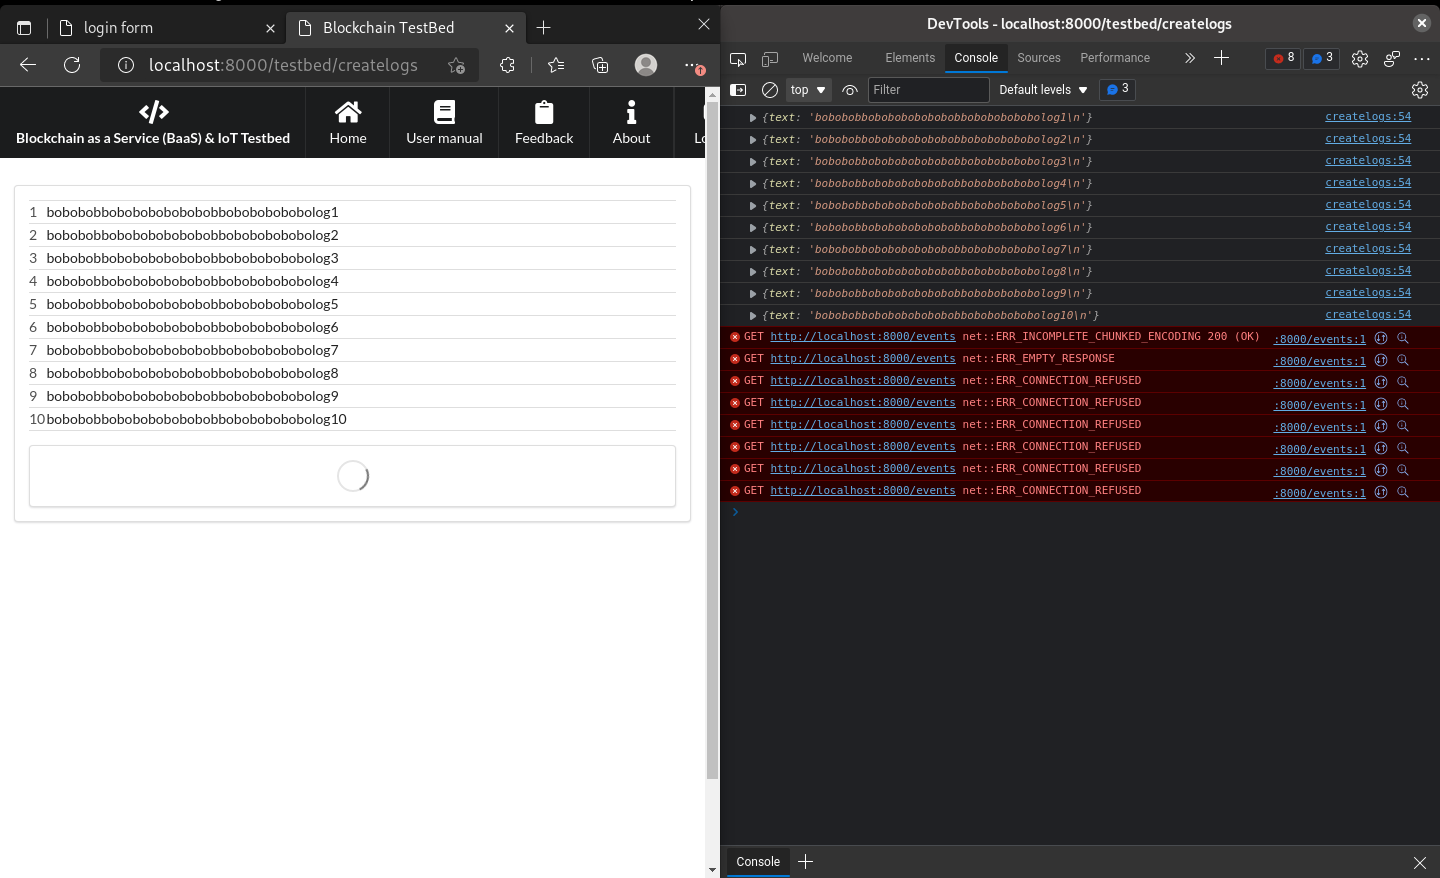 login form
Blockchain TestBed
localhost:8000/testbed/createlogs
Blockchain as a Service (BaaS) & IoT Testbed
Home
User manual
Feedback
About
1 bobobobbobobobobobobobbobobobobobolog1
2 bobobobbobobobobobobobbobobobobobolog2
3 bobobobbobobobobobobobbobobobobobolog3
4 bobobobbobobobobobobobbobobobobobolog4
5 bobobobbobobobobobobobbobobobobobolog5
6 bobobobbobobobobobobobbobobobobobolog6
7 bobobobbobobobobobobobbobobobobobolog7
8 bobobobbobobobobobobobbobobobobobolog8
9 bobobobbobobobobobobobbobobobobobolog9
10 bobobobbobobobobobobobbobobobobobolog10
DevTools - localhost:8000/testbed/createlogs
Welcome Elements Console Sources Performance 8 3
top Filter Default levels 3
{text: 'bobobobbobobobobobobobbobobobobobolog1\n'} createlogs:54
{text: 'bobobobbobobobobobobobbobobobobobolog2\n'} createlogs:54
{text: 'bobobobbobobobobobobobbobobobobobolog3\n'} createlogs:54
{text: 'bobobobbobobobobobobobbobobobobobolog4\n'} createlogs:54
{text: 'bobobobbobobobobobobobbobobobobobolog5\n'} createlogs:54
{text: 'bobobobbobobobobobobobbobobobobobolog6\n'} createlogs:54
{text: 'bobobobbobobobobobobobbobobobobobolog7\n'} createlogs:54
{text: 'bobobobbobobobobobobobbobobobobobolog8\n'} createlogs:54
{text: 'bobobobbobobobobobobobbobobobobobolog9\n'} createlogs:54
{text: 'bobobobbobobobobobobobbobobobobobolog10\n'} createlogs:54
GET http://localhost:8000/events net::ERR_INCOMPLETE_CHUNKED_ENCODING 200 (OK) :8000/events:1
GET http://localhost:8000/events net::ERR_EMPTY_RESPONSE :8000/events:1
GET http://localhost:8000/events net::ERR_CONNECTION_REFUSED :8000/events:1
GET http://localhost:8000/events net::ERR_CONNECTION_REFUSED :8000/events:1
GET http://localhost:8000/events net::ERR_CONNECTION_REFUSED :8000/events:1
GET http://localhost:8000/events net::ERR_CONNECTION_REFUSED :8000/events:1
GET http://localhost:8000/events net::ERR_CONNECTION_REFUSED :8000/events:1
GET http://localhost:8000/events net::ERR_CONNECTION_REFUSED :8000/events:1
Console